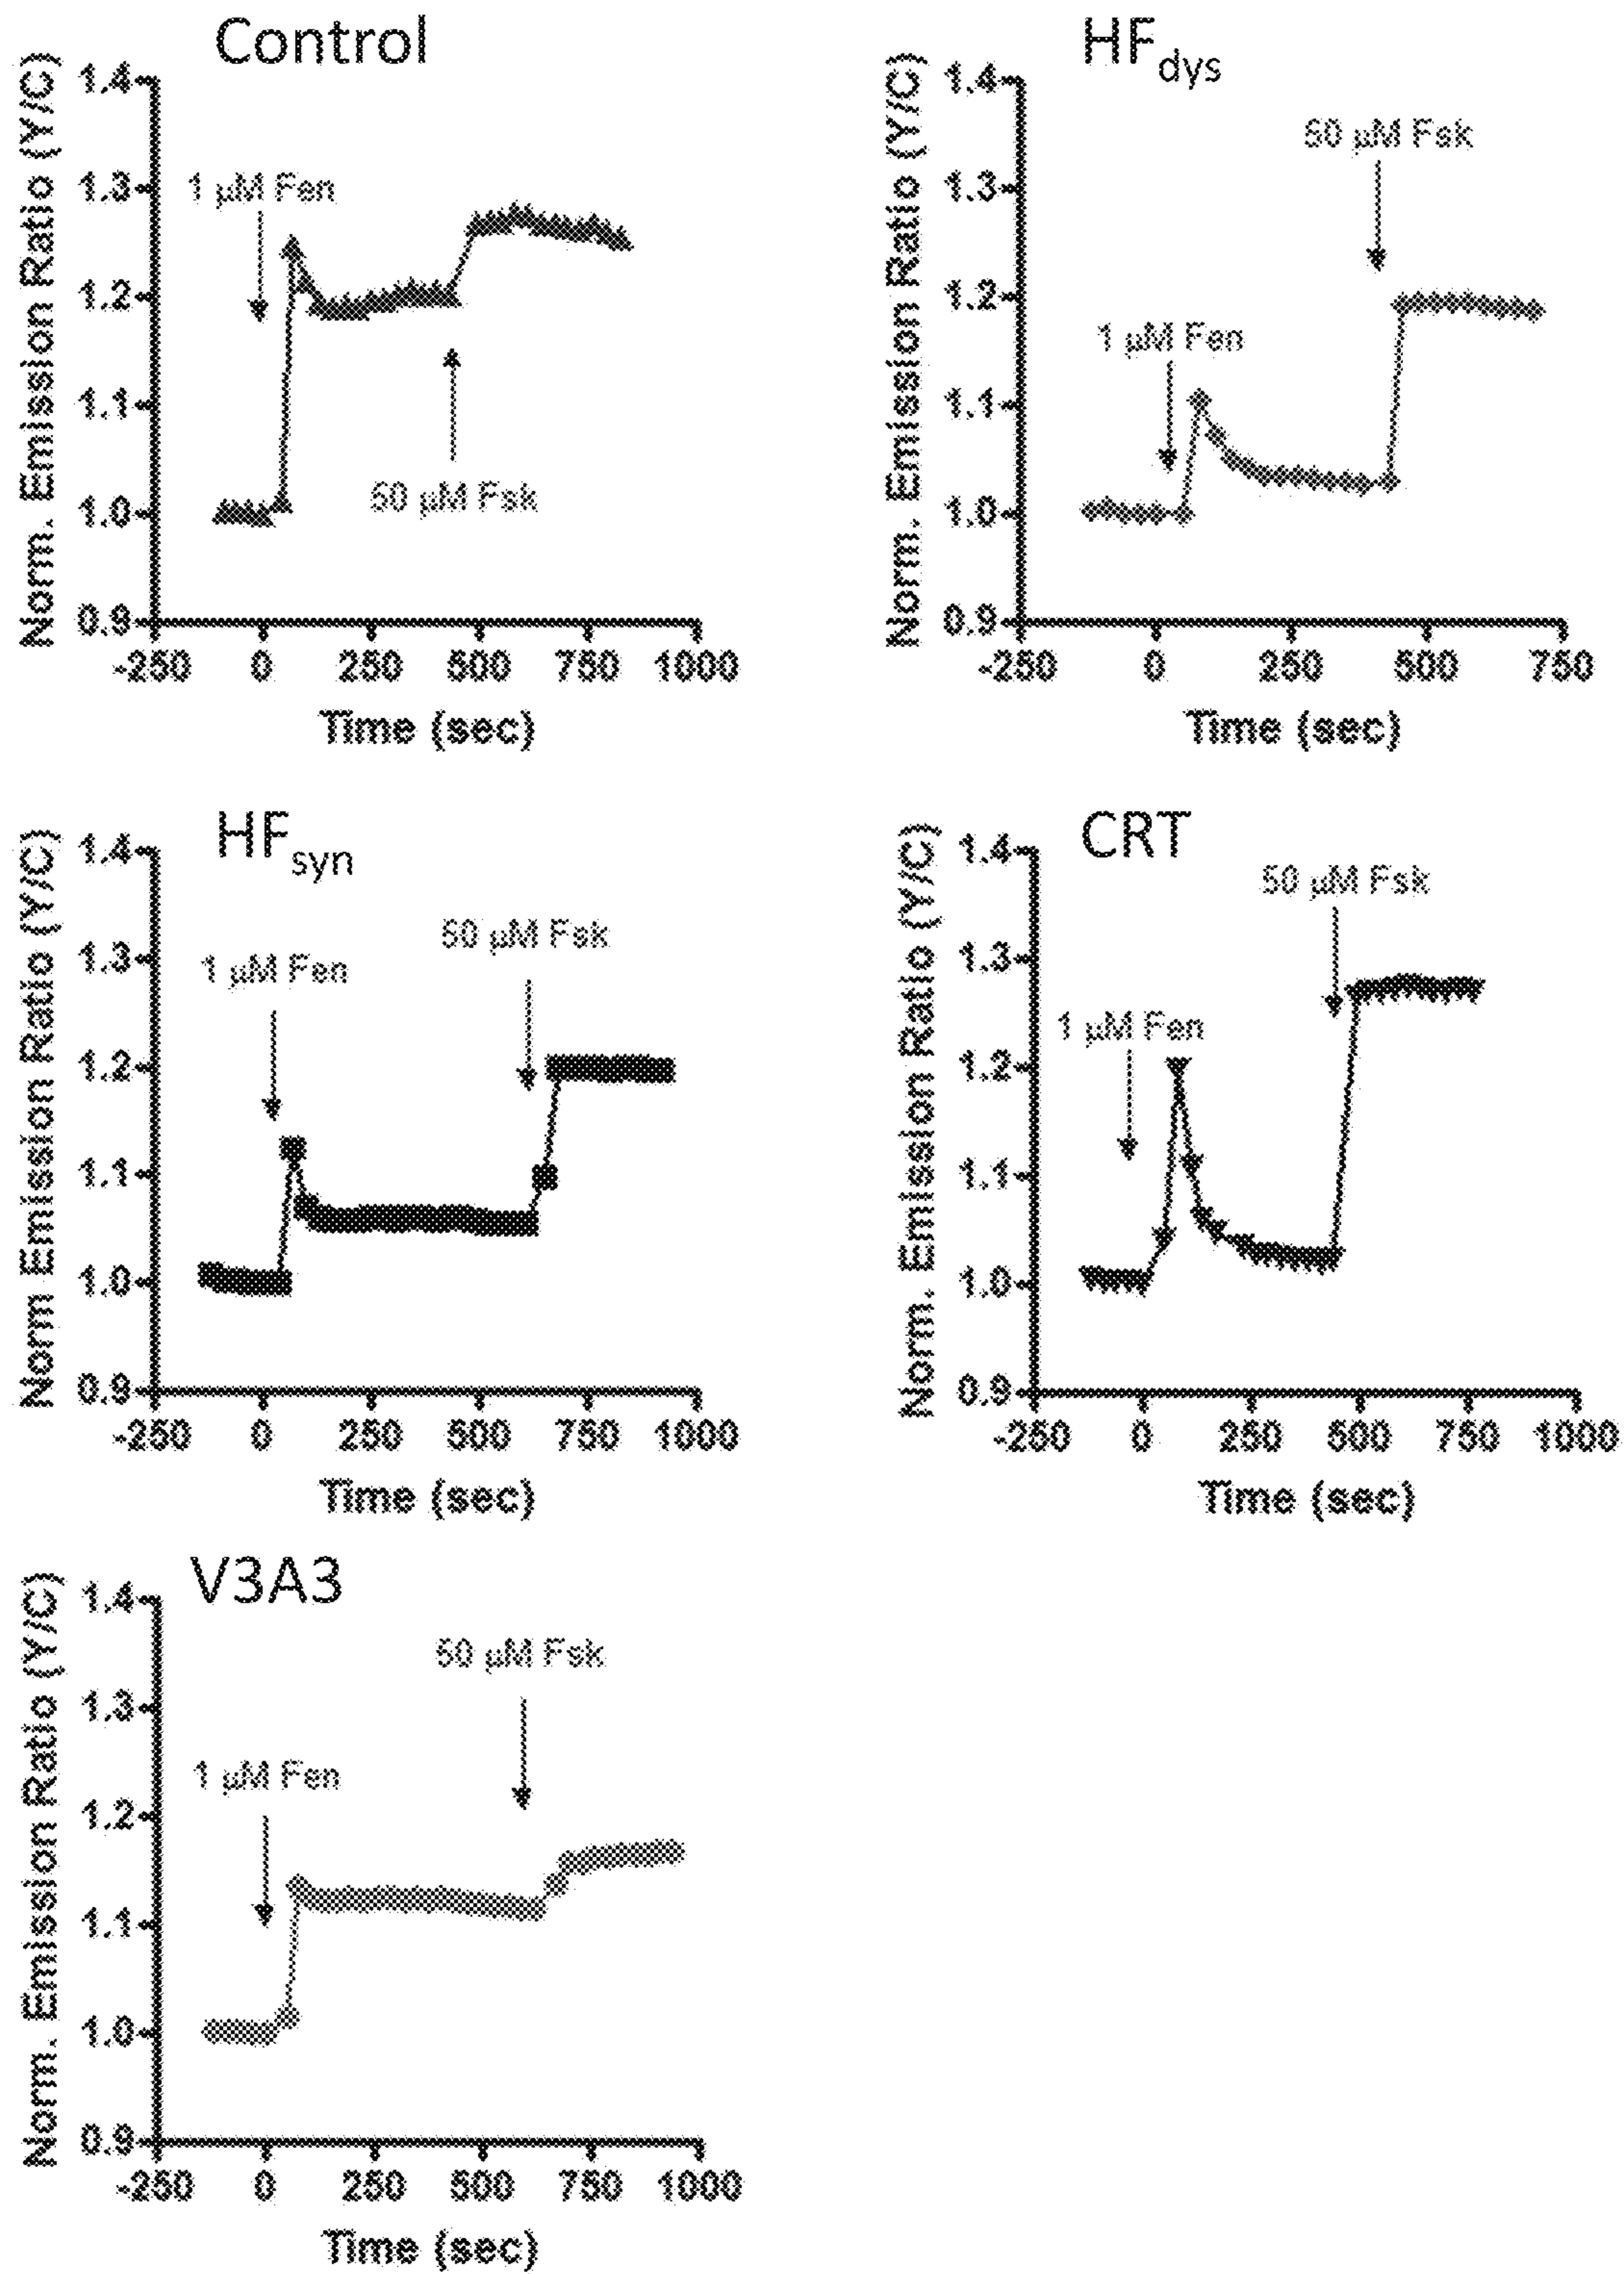 Control
Norm. Emission Ratio (Y/C)
1.4
1.3
1.2
1.1
1.0
0.9
1 µM Fen
50 µM Fsk
-250 0 250 500 750 1000
Time (sec)
HFdys
Norm. Emission Ratio (Y/C)
1.4
1.3
1.2
1.1
1.0
0.9
50 µM Fsk
1 µM Fen
-250 0 250 500 750
Time (sec)
HFsyn
Norm Emission Ratio (Y/C)
1.4
1.3
1.2
1.1
1.0
0.9
50 µM Fsk
1 µM Fen
-250 0 250 500 750 1000
Time (sec)
CRT
Norm. Emission Ratio (Y/C)
1.4
1.3
1.2
1.1
1.0
0.9
50 µM Fsk
1 µM Fen
-250 0 250 500 750 1000
Time (sec)
V3A3
Norm. Emission Ratio (Y/C)
1.4
1.3
1.2
1.1
1.0
0.9
50 µM Fsk
1 µM Fen
-250 0 250 500 750 1000
Time (sec)